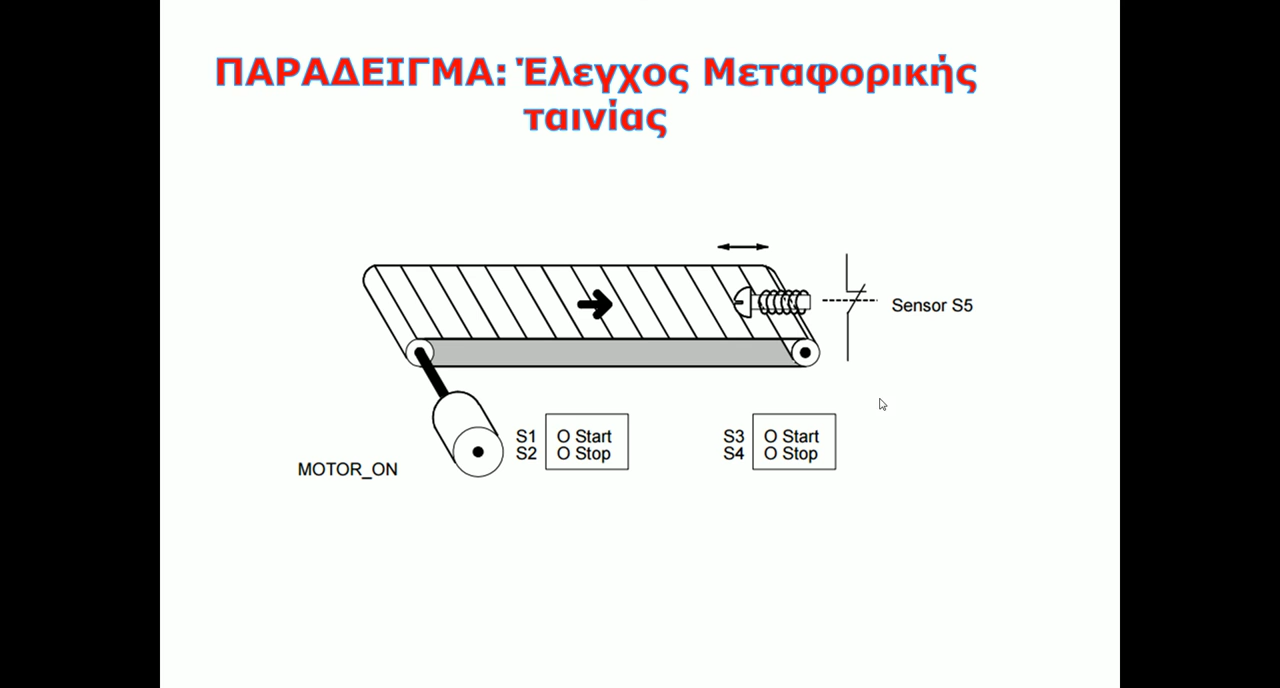 ΠΑΡΑΔΕΙΓΜΑ: Έλεγχος Μεταφορικής
ταινίας
Sensor S5
S1 O Start
S2 O Stop
S3 O Start
S4 O Stop
MOTOR_ON